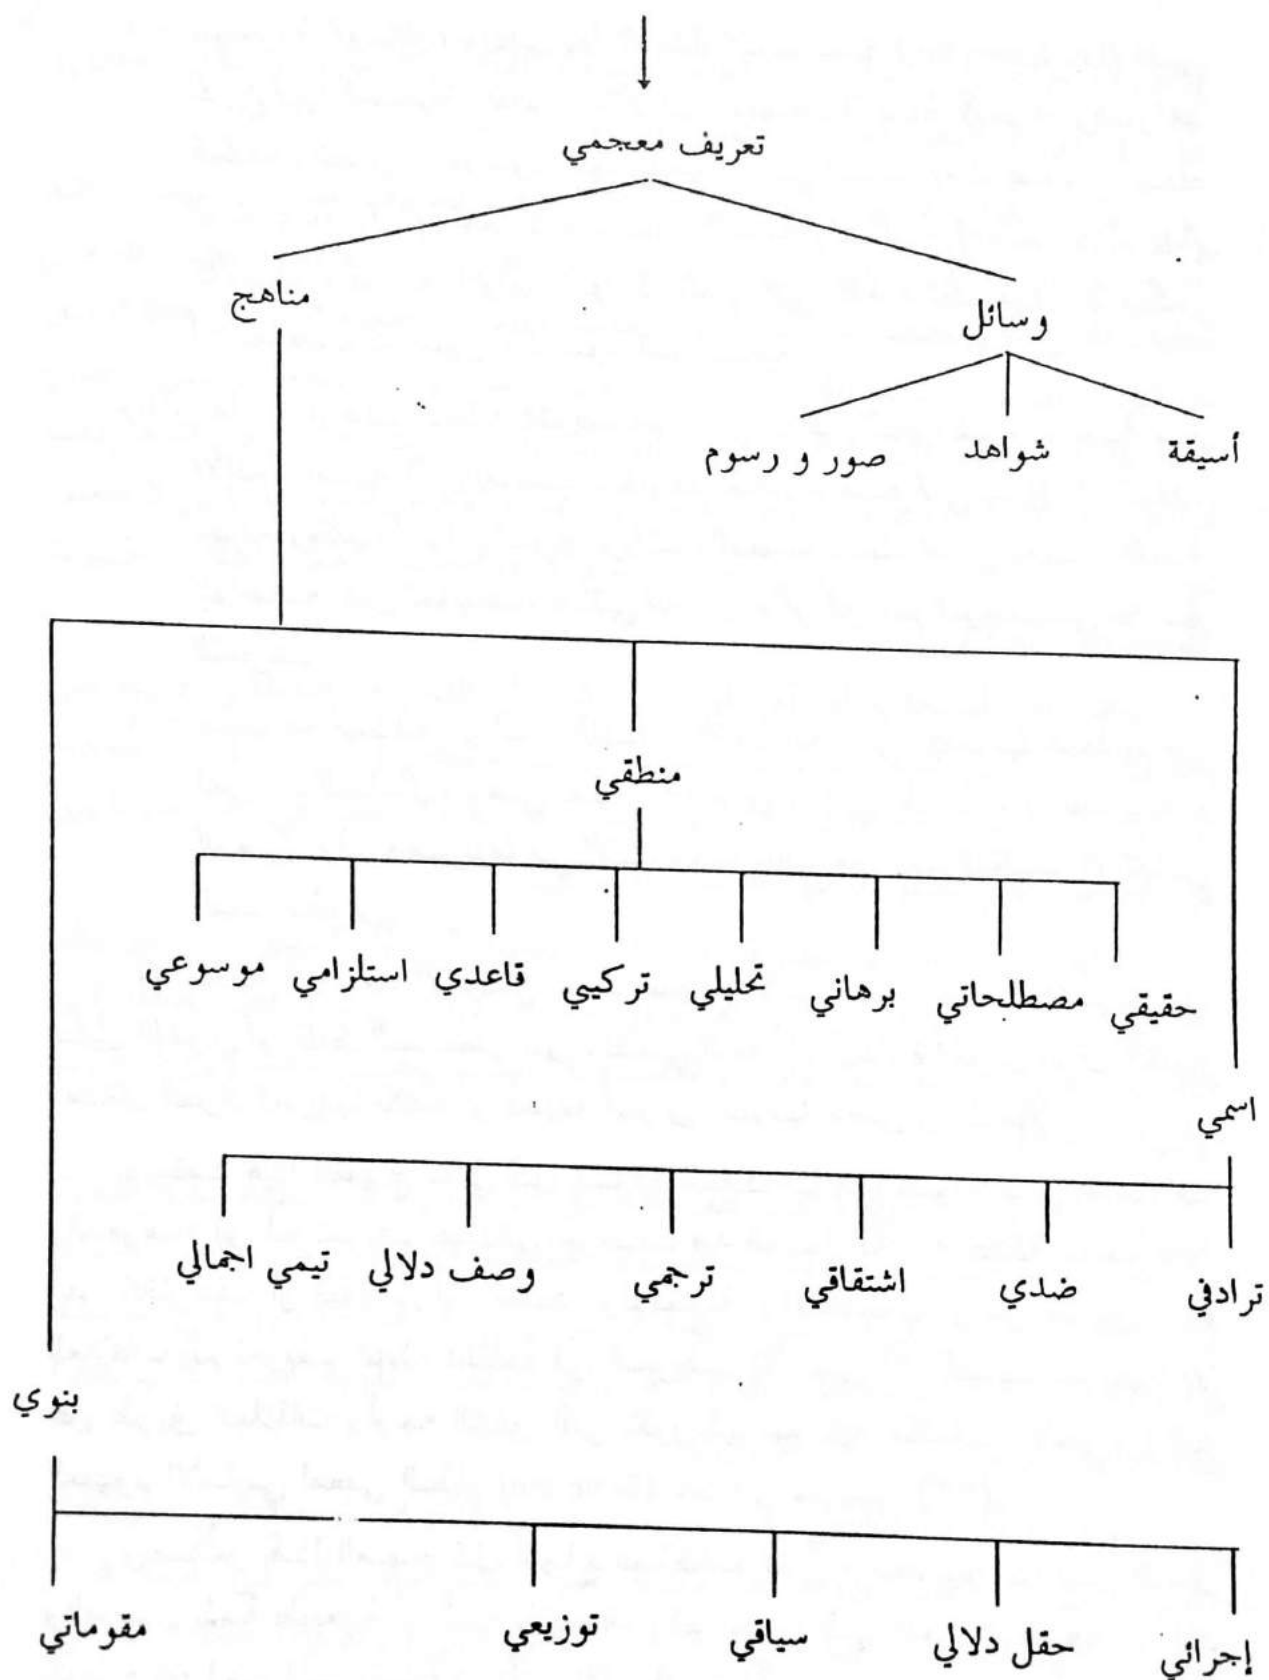 تعريف معجمي
وسائل
مناهج
أسيقة
شواهد
صور و رسوم
منطقي
حقيقي
مصطلحاتي
برهاني
تحليلي
تركيبي
قاعدي
استلزامي
موسوعي
اسمي
ترادفي
ضدي
اشتقاقي
ترجمي
وصف دلالي
تيمي اجمالي
بنوي
إجرائي
حقل دلالي
سياقي
توزيعي
مقوماتي